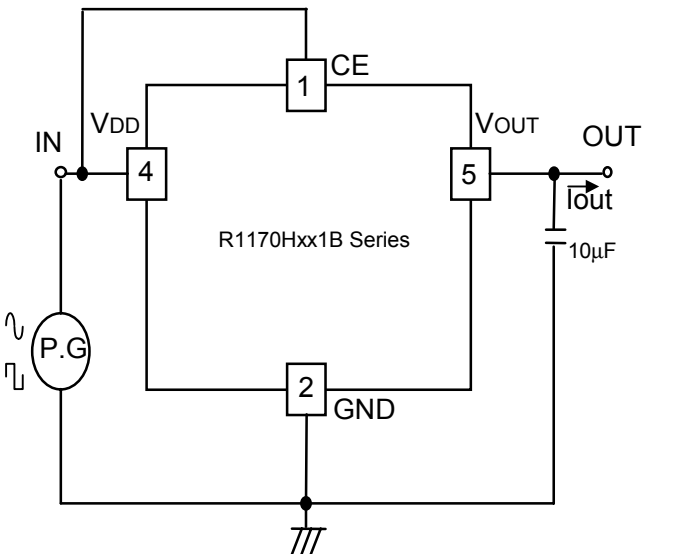 CE
1
VDD
VOUT
IN
OUT
4
5
Iout
R1170Hxx1B Series
10μF
P.G
2
GND